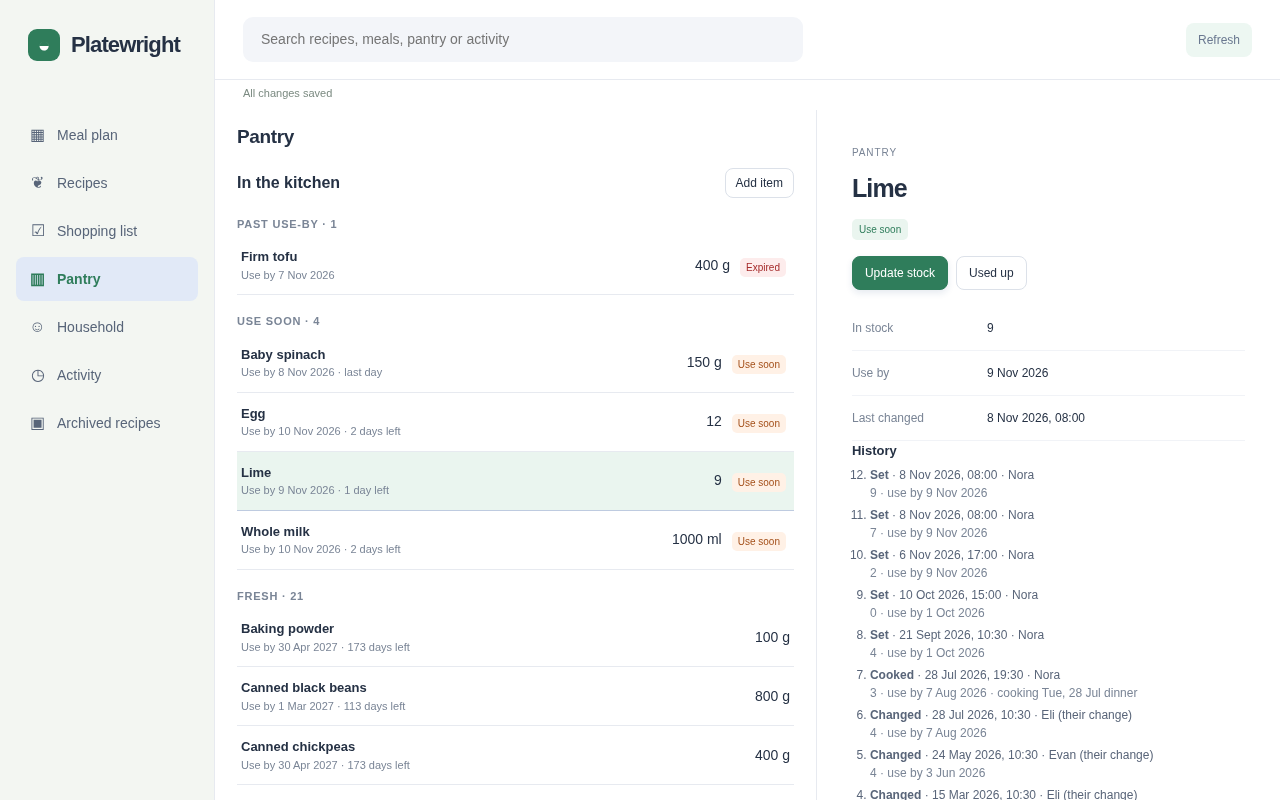 Platewright
Search recipes, meals, pantry or activity
Refresh
All changes saved
Meal plan
Recipes
Shopping list
Pantry
Household
Activity
Archived recipes
Pantry
In the kitchen
Add item
PAST USE-BY · 1
Firm tofu
Use by 7 Nov 2026
400 g
Expired
USE SOON · 4
Baby spinach
Use by 8 Nov 2026 · last day
150 g
Use soon
Egg
Use by 10 Nov 2026 · 2 days left
12
Use soon
Lime
Use by 9 Nov 2026 · 1 day left
9
Use soon
Whole milk
Use by 10 Nov 2026 · 2 days left
1000 ml
Use soon
FRESH · 21
Baking powder
Use by 30 Apr 2027 · 173 days left
100 g
Canned black beans
Use by 1 Mar 2027 · 113 days left
800 g
Canned chickpeas
Use by 30 Apr 2027 · 173 days left
400 g
PANTRY
Lime
Use soon
Update stock
Used up
In stock
9
Use by
9 Nov 2026
Last changed
8 Nov 2026, 08:00
History
12. Set · 8 Nov 2026, 08:00 · Nora
9 · use by 9 Nov 2026
11. Set · 8 Nov 2026, 08:00 · Nora
7 · use by 9 Nov 2026
10. Set · 6 Nov 2026, 17:00 · Nora
2 · use by 9 Nov 2026
9. Set · 10 Oct 2026, 15:00 · Nora
0 · use by 1 Oct 2026
8. Set · 21 Sept 2026, 10:30 · Nora
4 · use by 1 Oct 2026
7. Cooked · 28 Jul 2026, 19:30 · Nora
3 · use by 7 Aug 2026 · cooking Tue, 28 Jul dinner
6. Changed · 28 Jul 2026, 10:30 · Eli (their change)
4 · use by 7 Aug 2026
5. Changed · 24 May 2026, 10:30 · Evan (their change)
4 · use by 3 Jun 2026
4. Changed · 15 Mar 2026, 10:30 · Eli (their change)